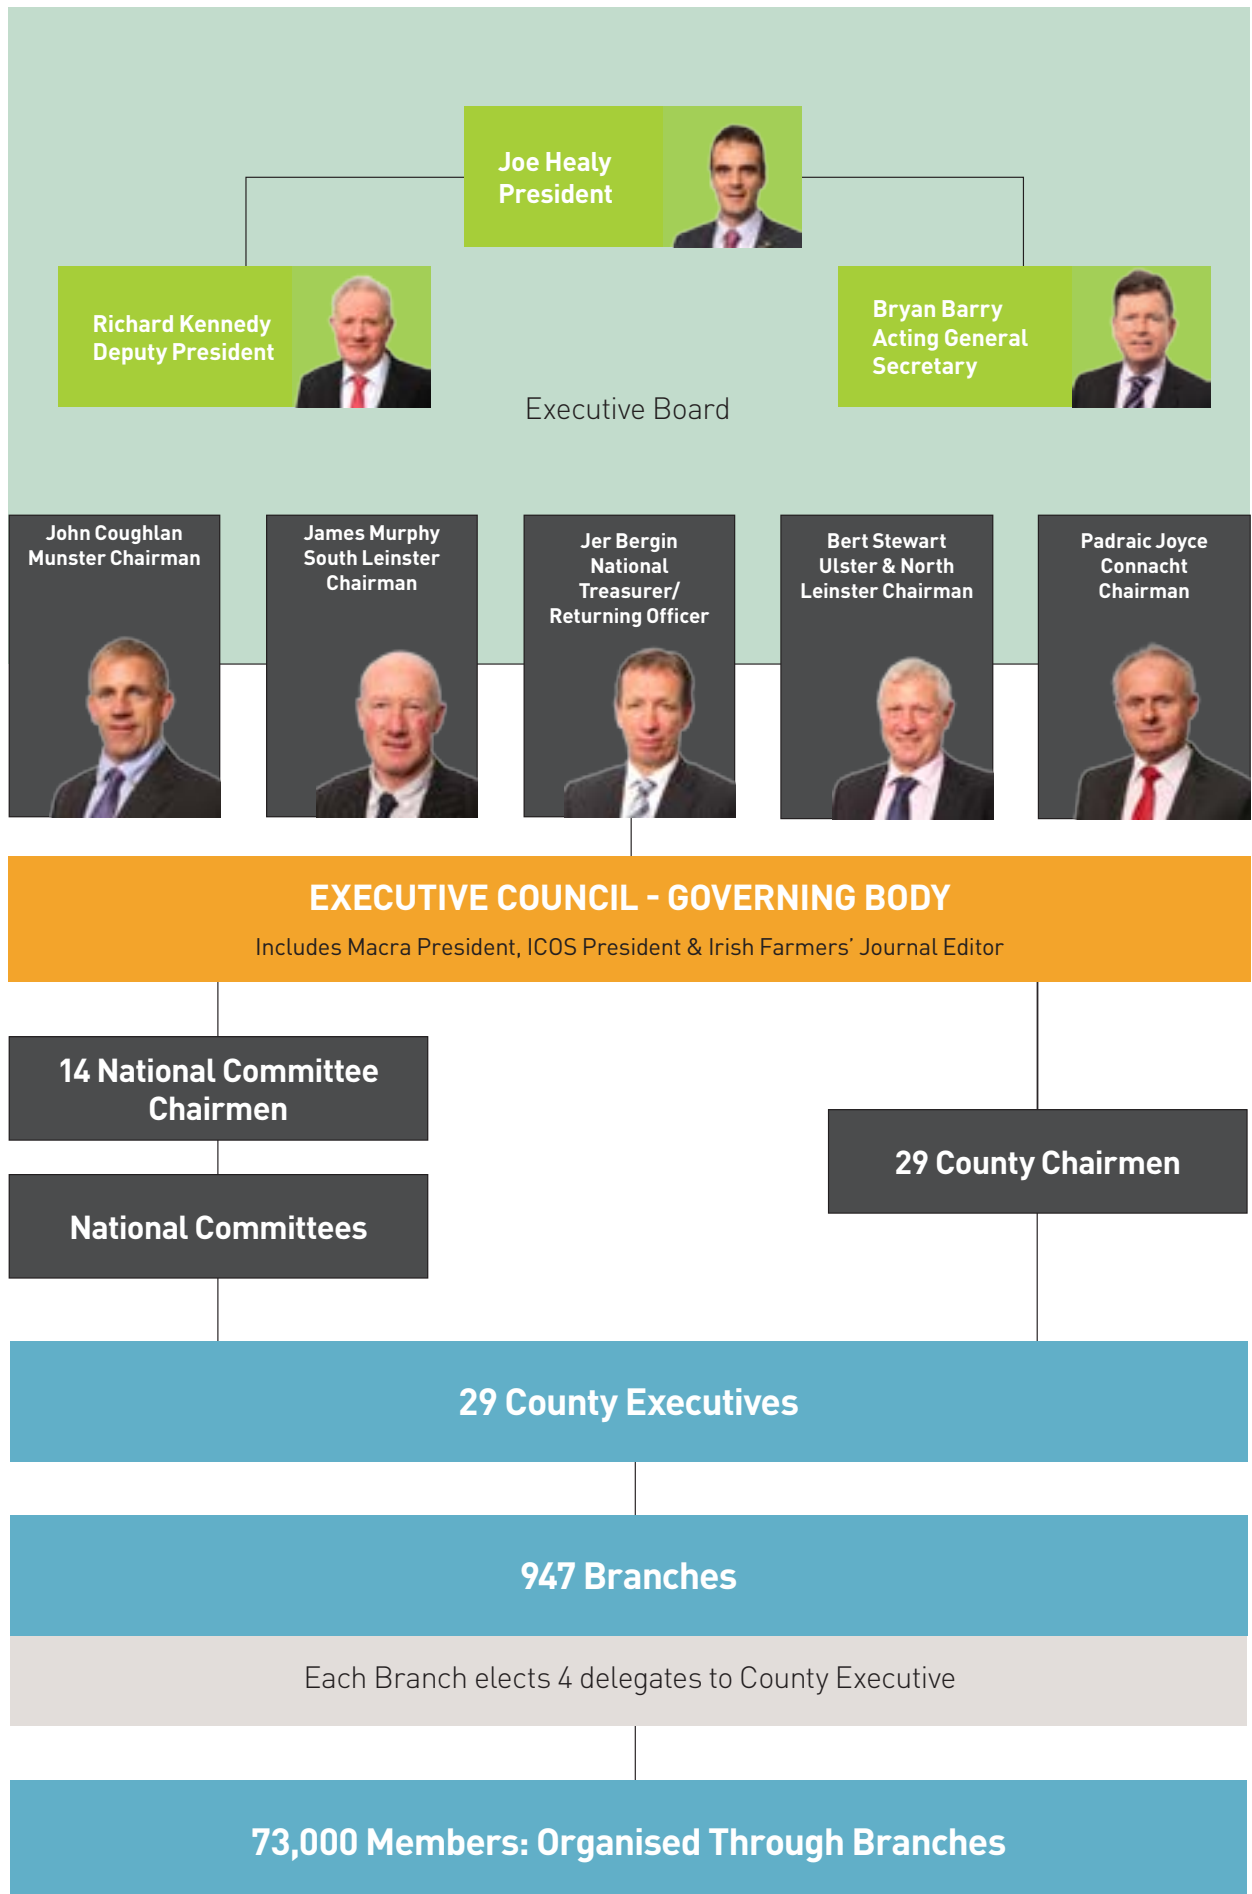 Joe Healy
President
Richard Kennedy
Deputy President
Bryan Barry
Acting General
Secretary
Executive Board
John Coughlan
Munster Chairman
James Murphy
South Leinster
Chairman
Jer Bergin
National
Treasurer/
Returning Officer
Bert Stewart
Ulster & North
Leinster Chairman
Padraic Joyce
Connacht
Chairman
EXECUTIVE COUNCIL - GOVERNING BODY
Includes Macra President, ICOS President & Irish Farmers’ Journal Editor
14 National Committee
Chairmen
National Committees
29 County Chairmen
29 County Executives
947 Branches
Each Branch elects 4 delegates to County Executive
73,000 Members: Organised Through Branches